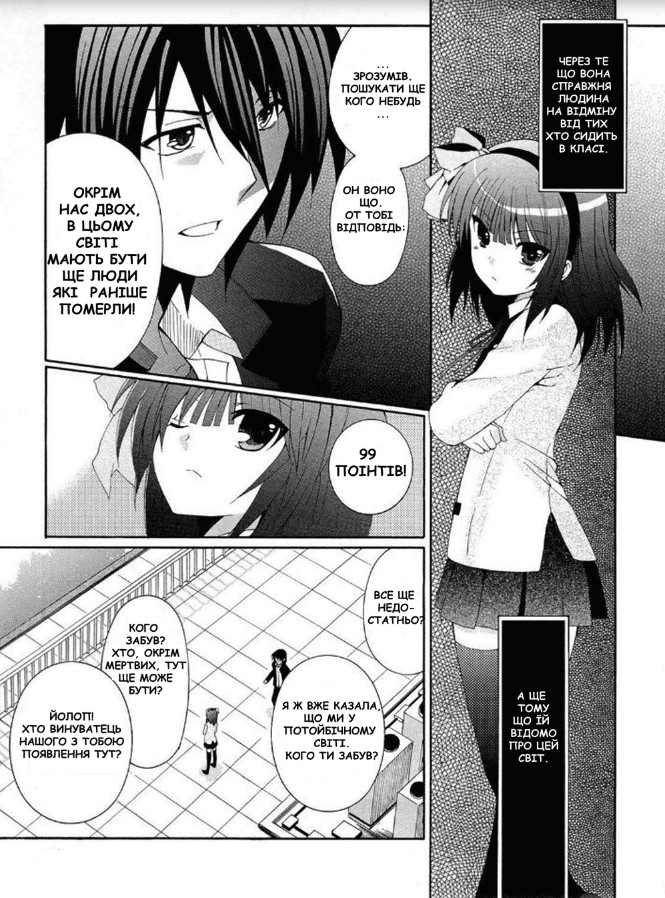 ЧЕРЕЗ ТЕ
ЩО ВОНА
СПРАВЖНЯ
ЛЮДИНА
НА ВІДМІНУ
ВІД ТИХ
ХТО СИДИТЬ
В КЛАСІ.
А ЩЕ
ТОМУ
ЩО ЇЙ
ВІДОМО
ПРО ЦЕЙ
СВІТ.
...
ЗРОЗУМІВ.
ПОШУКАТИ ЩЕ
КОГО НЕБУДЬ
...
ОН ВОНО
ЩО.
ОТ ТОБІ
ВІДПОВІДЬ:
ОКРІМ
НАС ДВОХ,
В ЦЬОМУ
СВІТІ
МАЮТЬ БУТИ
ЩЕ ЛЮДИ
ЯКІ РАНІШЕ
ПОМЕРЛИ!
99
ПОІНТІВ!
ВСЕ ЩЕ
НЕДО-
СТАТНЬО?
Я Ж ВЖЕ КАЗАЛА,
ЩО МИ У
ПОТОЙБІЧНОМУ
СВІТІ.
КОГО ТИ ЗАБУВ?
КОГО
ЗАБУВ?
ХТО, ОКРІМ
МЕРТВИХ, ТУТ
ЩЕ МОЖЕ
БУТИ?
ЙОЛОП!
ХТО ВИНУВАТЕЦЬ
НАШОГО З ТОБОЮ
ПОЯВЛЕННЯ ТУТ?